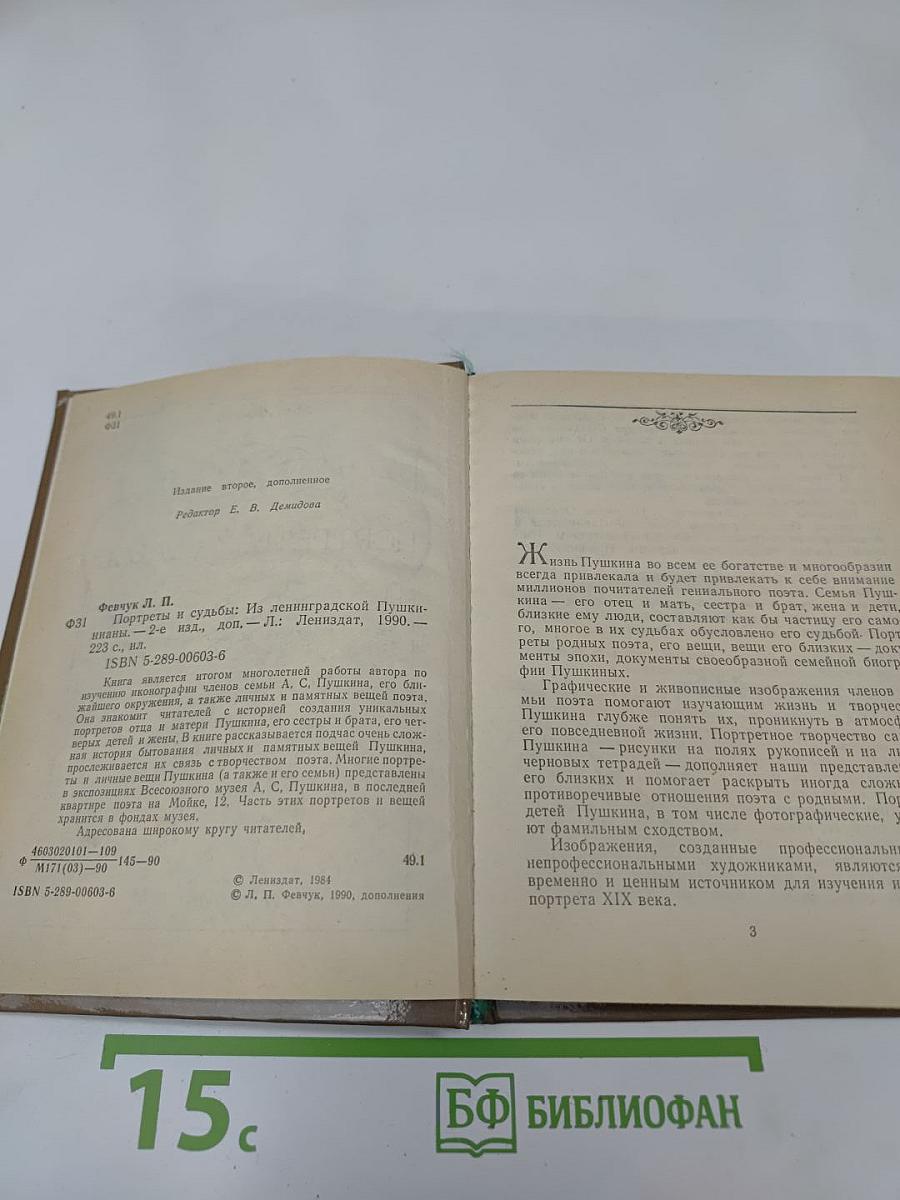 49.1
Ф31
Издание второе, дополненное
Редактор Е. В. Демидова
Февчук Л. П.
Ф31 Портреты и судьбы: Из ленинградской Пушки-
нианы. — 2-е изд., доп. — Л.: Лениздат, 1990. —
223 с., ил.
ISBN 5-289-00603-6
Книга является итогом многолетней работы автора по
изучению иконографии членов семьи А. С, Пушкина, его бли-
жайшего окружения, а также личных и памятных вещей поэта.
Она знакомит читателей с историей создания уникальных
портретов отца и матери Пушкина, его сестры и брата, его чет-
верых детей и жены. В книге рассказывается подчас очень слож-
ная история бытования личных и памятных вещей Пушкина,
прослеживается их связь с творчеством поэта. Многие портре-
ты и личные вещи Пушкина (а также и его семьи) представлены
в экспозициях Всесоюзного музея А, С, Пушкина, в последней
квартире поэта на Мойке, 12. Часть этих портретов и вещей
хранится в фондах музея.
Адресована широкому кругу читателей,
Ф 4603020101—109
М171(03)—90 145—90 49.1
© Лениздат, 1984
ISBN 5-289-00603-6 © Л. П. Февчук, 1990, дополнения
Жизнь Пушкина во всем ее богатстве и многообразии
всегда привлекала и будет привлекать к себе внимание
миллионов почитателей гениального поэта. Семья Пуш-
кина — его отец и мать, сестра и брат, жена и дети,
близкие ему люди, составляют как бы частицу его само-
го, многое в их судьбах обусловлено его судьбой. Порт
реты родных поэта, его вещи, вещи его близких — доку
менты эпохи, документы своеобразной семейной биогр
фии Пушкиных.
Графические и живописные изображения членов
мьи поэта помогают изучающим жизнь и творчес
Пушкина глубже понять их, проникнуть в атмосф
его повседневной жизни. Портретное творчество са
Пушкина — рисунки на полях рукописей и на ли
черновых тетрадей — дополняет наши представле
его близких и помогает раскрыть иногда слож
противоречивые отношения поэта с родными. Пор
детей Пушкина, в том числе фотографические, у
ют фамильным сходством.
Изображения, созданные профессиональн
непрофессиональными художниками, являются
временно и ценным источником для изучения и
портрета XIX века.
3
15 с
БФ БИБЛИОФАН